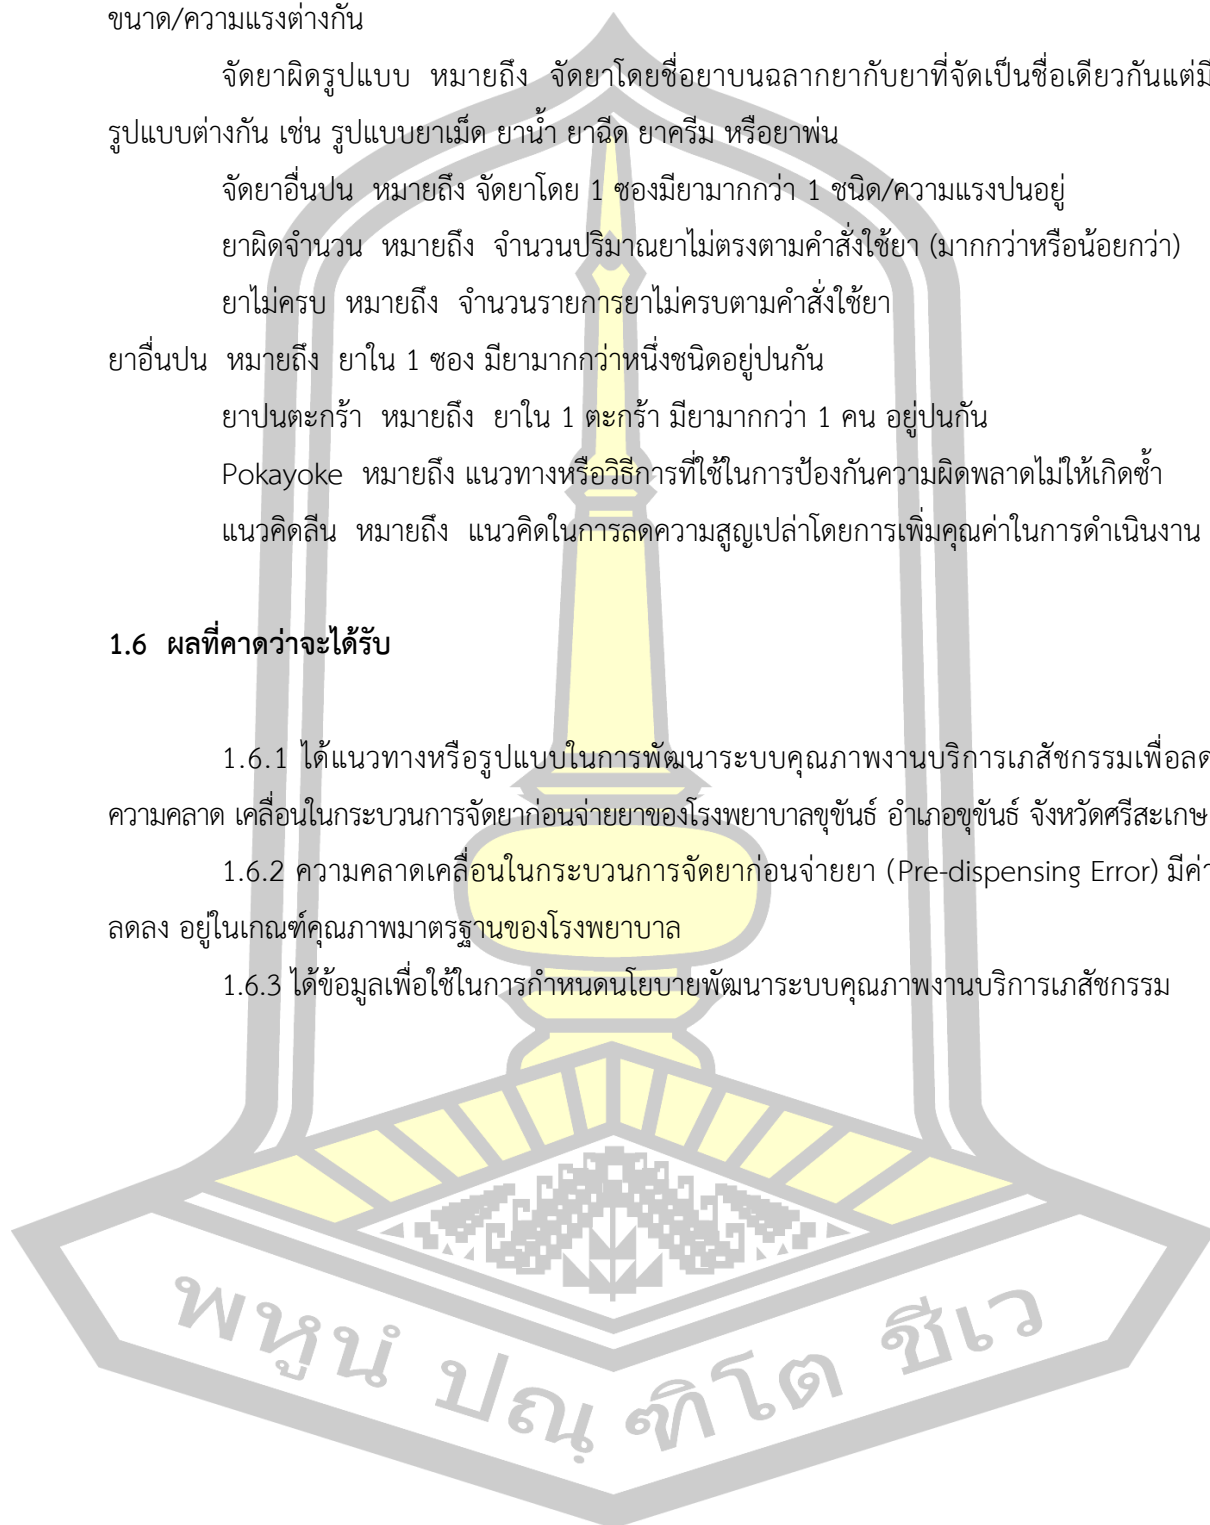 ขนาด/ความแรงต่างกัน
จัดยาผิดรูปแบบ หมายถึง จัดยาโดยชื่อยาบนฉลากยากับยาที่จัดเป็นชื่อเดียวกันแต่มี
รูปแบบต่างกัน เช่น รูปแบบยาเม็ด ยาน้ำ ยาฉีด ยาครีม หรือยาพ่น
จัดยาอื่นปน หมายถึง จัดยาโดย 1 ซองมียามากกว่า 1 ชนิด/ความแรงปนอยู่
ยาผิดจำนวน หมายถึง จำนวนปริมาณยาไม่ตรงตามคำสั่งใช้ยา (มากกว่าหรือน้อยกว่า)
ยาไม่ครบ หมายถึง จำนวนรายการยาไม่ครบตามคำสั่งใช้ยา
ยาอื่นปน หมายถึง ยาใน 1 ซอง มียามากกว่าหนึ่งชนิดอยู่ปนกัน
ยาปนตะกร้า หมายถึง ยาใน 1 ตะกร้า มียามากกว่า 1 คน อยู่ปนกัน
Pokayoke หมายถึง แนวทางหรือวิธีการที่ใช้ในการป้องกันความผิดพลาดไม่ให้เกิดซ้ำ
แนวคิดลีน หมายถึง แนวคิดในการลดความสูญเปล่าโดยการเพิ่มคุณค่าในการดำเนินงาน
1.6 ผลที่คาดว่าจะได้รับ
1.6.1 ได้แนวทางหรือรูปแบบในการพัฒนาระบบคุณภาพงานบริการเภสัชกรรมเพื่อลด
ความคลาด เคลื่อนในกระบวนการจัดยาก่อนจ่ายยาของโรงพยาบาลขุขันธ์ อำเภอขุขันธ์ จังหวัดศรีสะเกษ
1.6.2 ความคลาดเคลื่อนในกระบวนการจัดยาก่อนจ่ายยา (Pre-dispensing Error) มีค่า
ลดลง อยู่ในเกณฑ์คุณภาพมาตรฐานของโรงพยาบาล
1.6.3 ได้ข้อมูลเพื่อใช้ในการกำหนดนโยบายพัฒนาระบบคุณภาพงานบริการเภสัชกรรม
พหูนํ ปณฺ ฑิโต ชีเว